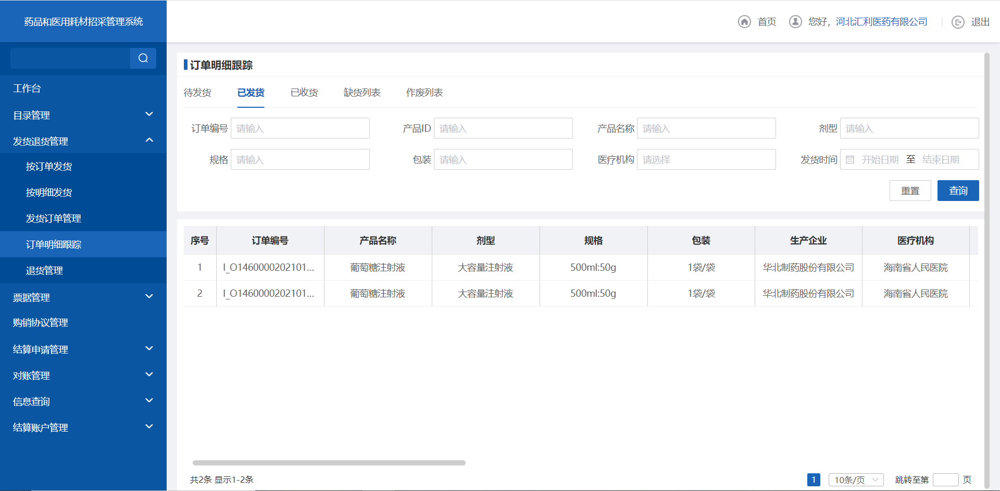 药品和医用耗材招采管理系统
首页 您好，河北汇利医药有限公司 退出
工作台
目录管理
发货退货管理
按订单发货
按明细发货
发货订单管理
订单明细跟踪
退货管理
票据管理
购销协议管理
结算申请管理
对账管理
信息查询
结算账户管理
订单明细跟踪
待发货 已发货 已收货 缺货列表 作废列表
订单编号 请输入 产品ID 请输入 产品名称 请输入 剂型 请输入
规格 请输入 包装 请输入 医疗机构 请选择 发货时间 开始日期 至 结束日期
重置 查询
序号 订单编号 产品名称 剂型 规格 包装 生产企业 医疗机构
1 I_O1460000202101... 葡萄糖注射液 大容量注射液 500ml:50g 1袋/袋 华北制药股份有限公司 海南省人民医院
2 I_O1460000202101... 葡萄糖注射液 大容量注射液 500ml:50g 1袋/袋 华北制药股份有限公司 海南省人民医院
共2条 显示1-2条 1 10条/页 跳转至第 页